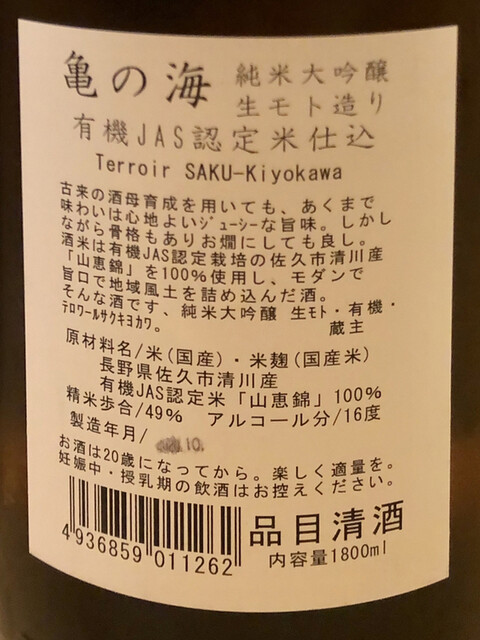 亀の海
純米大吟醸
生モト造り
有機JAS認定米仕込
Terroir SAKU-Kiyokawa
古来の酒母育成を用いても、あくまで
味わいは心地よいｼﾞｭｰｼｰな旨味。しかし
ながら骨格もありお燗にしても良し。
酒米は有機JAS認定栽培の佐久市清川産
「山恵錦」を100%使用し、モダンで
旨口で地域風土を詰め込んだ酒。
そんな酒です、純米大吟醸 生ﾓﾄ・有機・
ﾃﾛﾜｰﾙサクキヨカワ。
蔵主
原材料名/米(国産)・米麹(国産米)
長野県佐久市清川産
有機JAS認定米「山恵錦」100%
精米歩合/49% アルコール分/16度
製造年月/
お酒は20歳になってから。楽しく適量を。
妊娠中・授乳期の飲酒はお控えください。
4 936859 011262
品目清酒
内容量1800ml